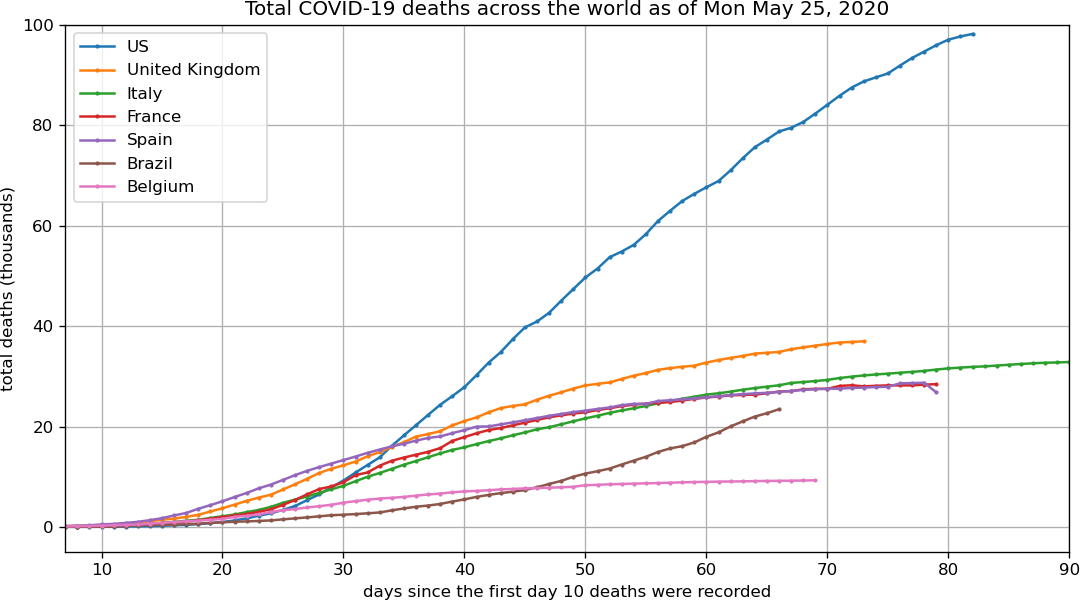 Total COVID-19 deaths across the world as of Mon May 25, 2020
100
80
60
40
20
0
total deaths (thousands)
US
United Kingdom
Italy
France
Spain
Brazil
Belgium
10 20 30 40 50 60 70 80 90
days since the first day 10 deaths were recorded